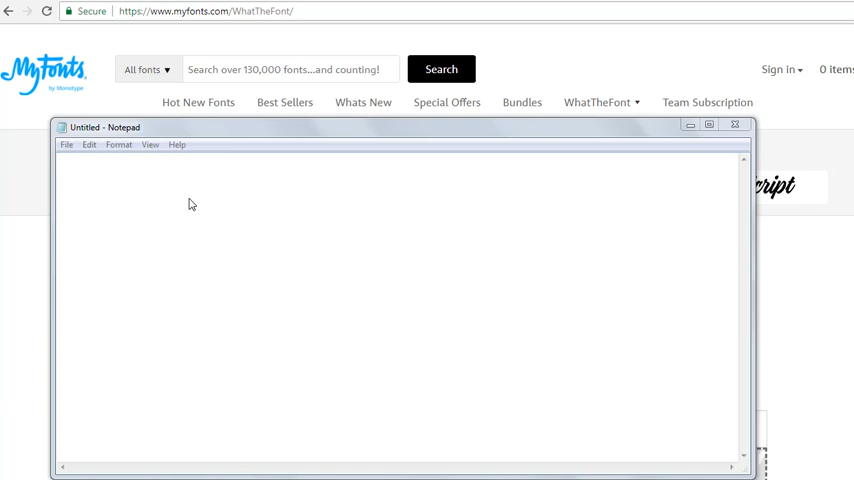 Secure https://www.myfonts.com/WhatTheFont/
MyFonts.
by Monotype
All fonts ▼ Search over 130,000 fonts...and counting! Search
Sign in 0 items
Hot New Fonts Best Sellers Whats New Special Offers Bundles WhatTheFont Team Subscription
Untitled - Notepad
File Edit Format View Help
cript